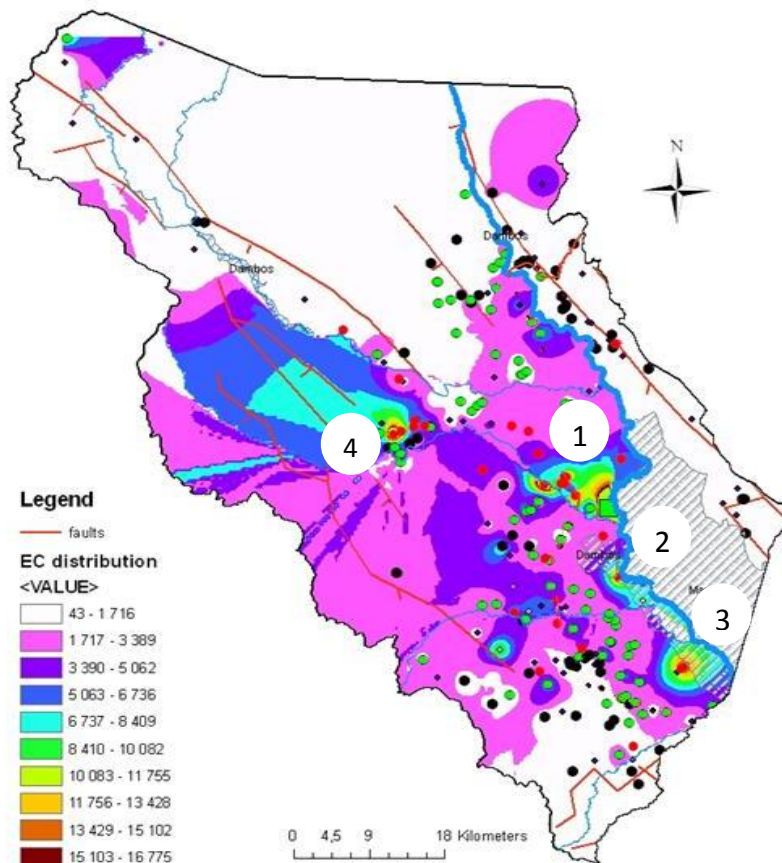 N
Dambos
Dambos
1
4
2
Dambos
3
Legend
faults
EC distribution
<VALUE>
43 - 1 716
1 717 - 3 389
3 390 - 5 062
5 063 - 6 736
6 737 - 8 409
8 410 - 10 082
10 083 - 11 755
11 756 - 13 428
13 429 - 15 102
15 103 - 16 775
0 4,5 9 18 Kilometers